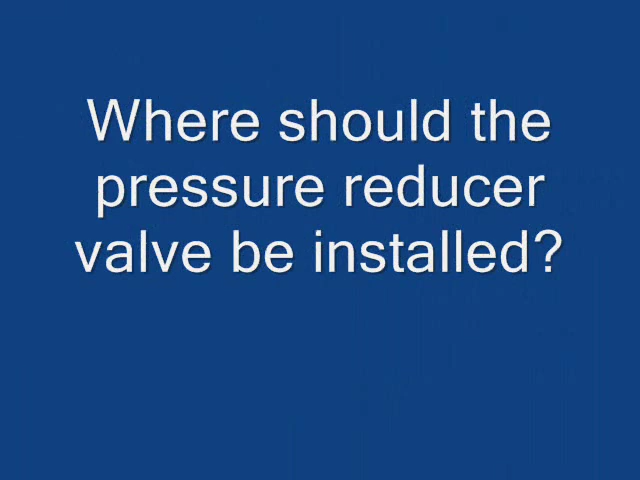 Where should the
pressure reducer
valve be installed?